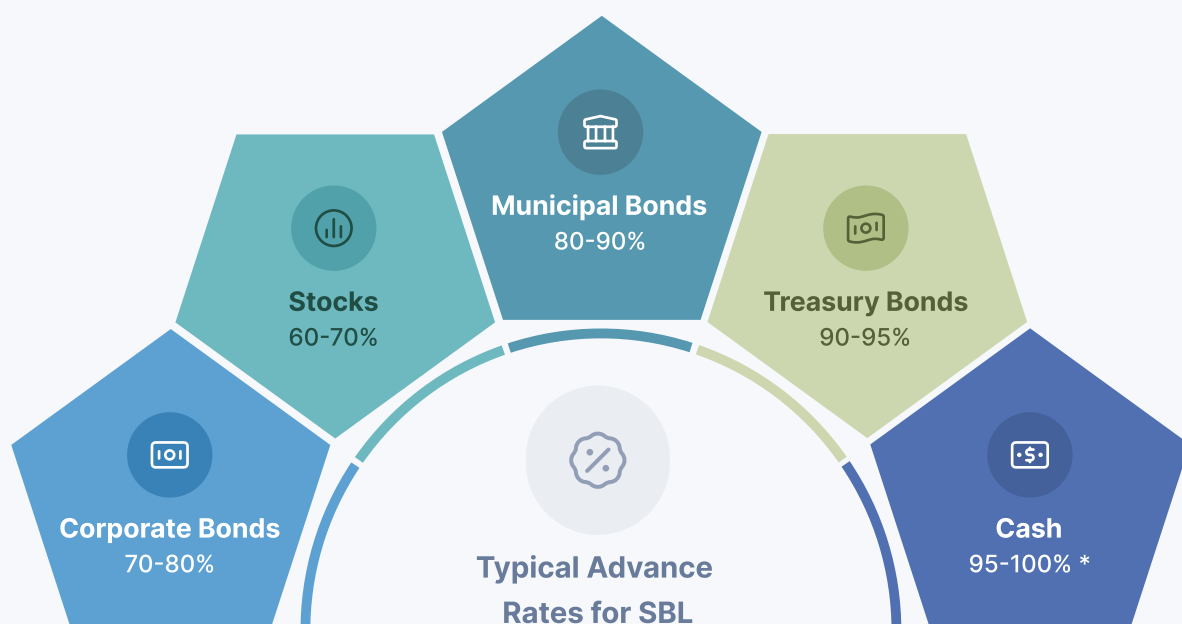 Municipal Bonds
80-90%
Stocks
60-70%
Treasury Bonds
90-95%
Corporate Bonds
70-80%
Cash
95-100% *
Typical Advance
Rates for SBL